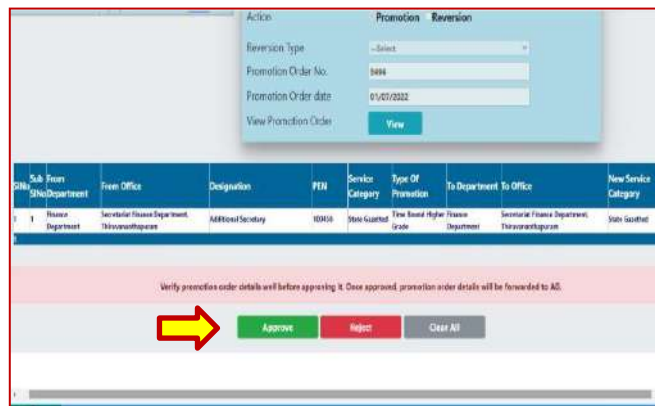 Action Promotion Reversion
Reversion Type --Select
Promotion Order No.
Promotion Order date 01/07/2022
View Promotion Order View
SlNo Sub SlNo From Department From Office Designation PEN Service Category Type Of Promotion To Department To Office New Service Category
1 1 Finance Department Secretariat Finance Department, Thiruvananthapuram Additional Secretary State Gazetted Time Bound Higher Grade Finance Department Secretariat Finance Department, Thiruvananthapuram State Gazetted
Verify promotion order details well before approving it. Once approved, promotion order details will be forwarded to AG.
Approve Reject Clear All